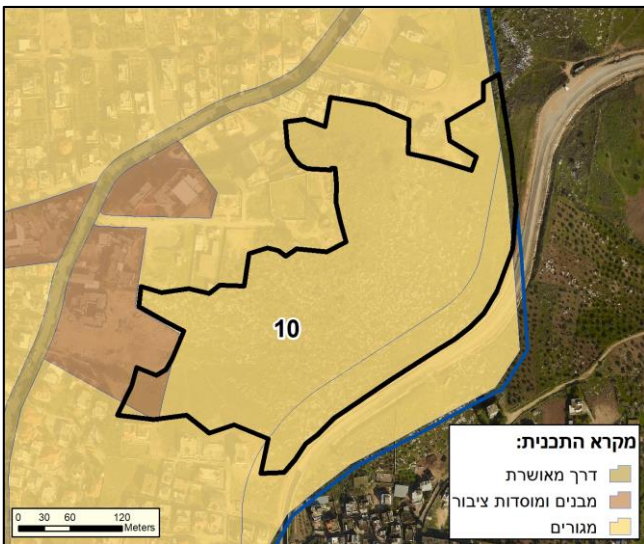 10
מקרא התכנית:
דרך מאושרת
מבנים ומוסדות ציבור
מגורים
0 30 60 120
Meters